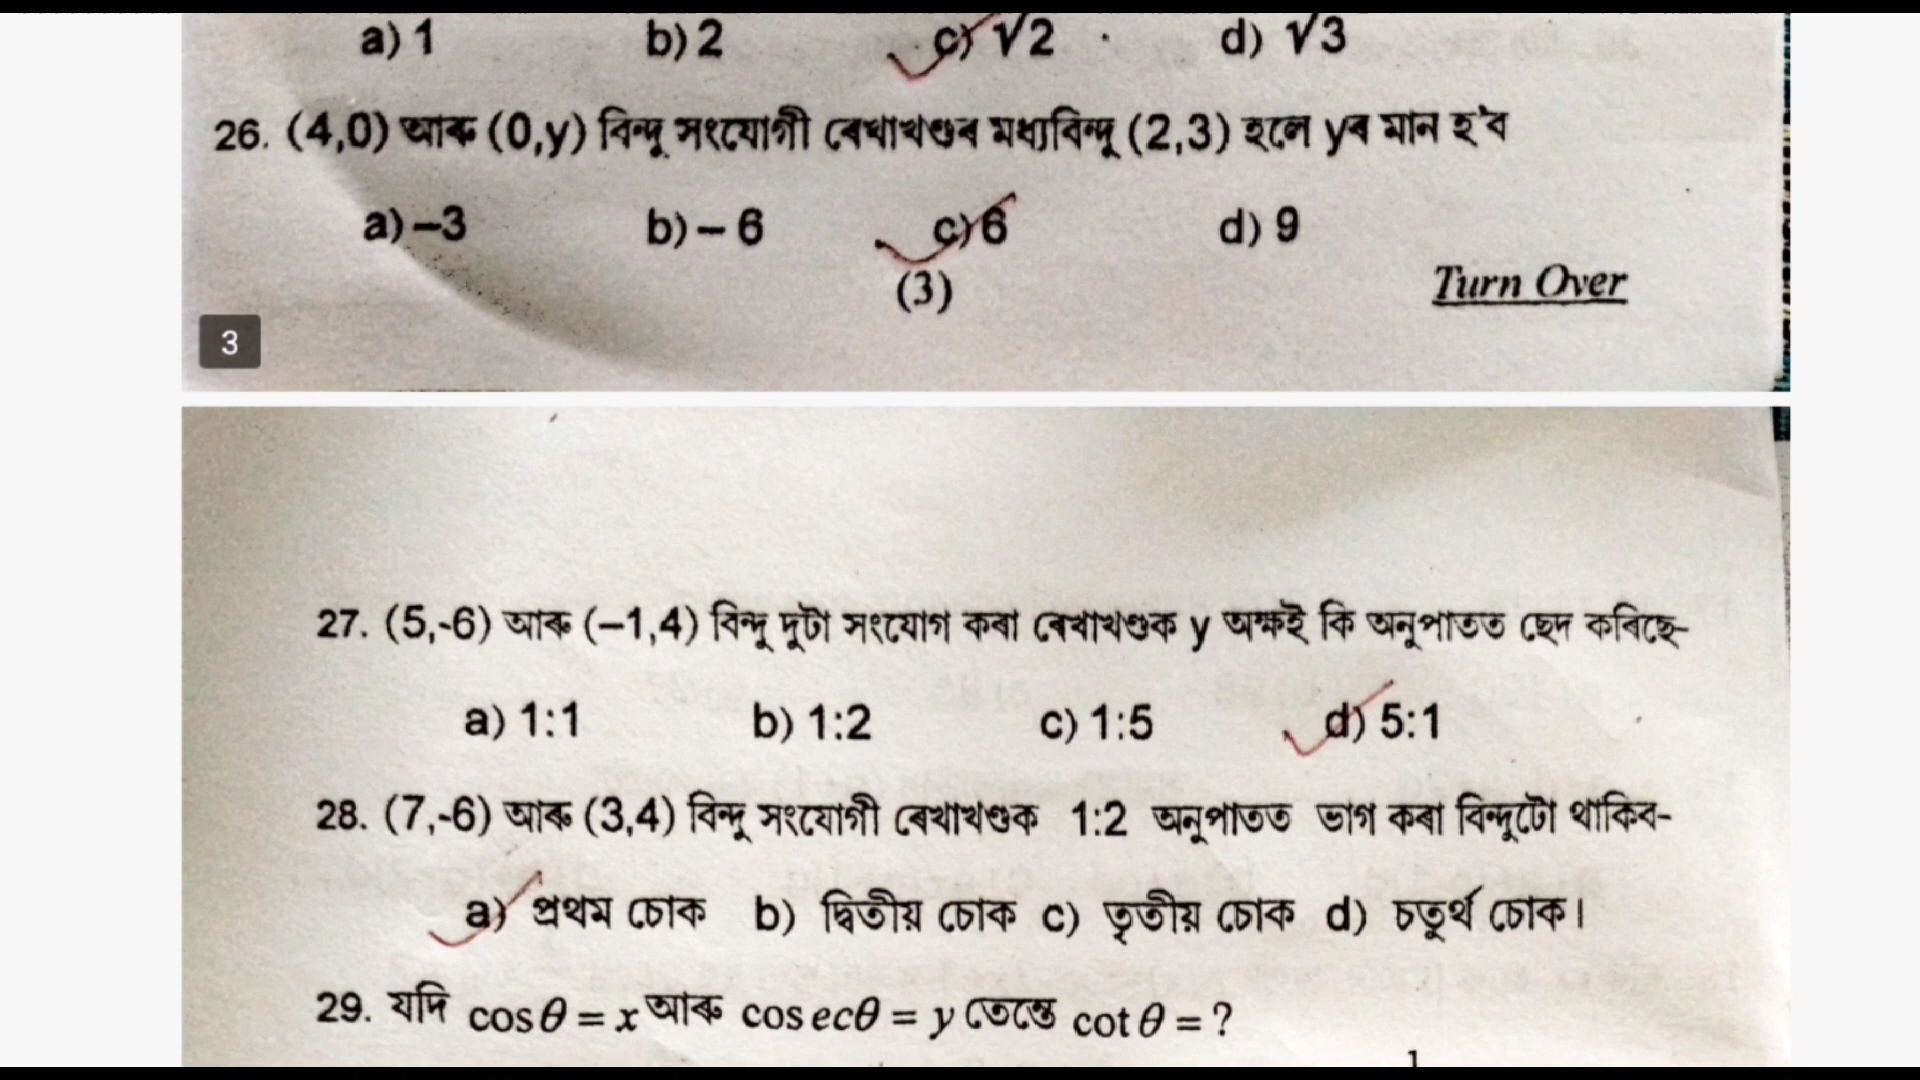 a) 1 b) 2 c) √2 d) √3
26. (4,0) আৰু (0,y) বিন্দু সংযোগী ৰেখাখণ্ডৰ মধ্যবিন্দু (2,3) হলে yৰ মান হ'ব
a) –3 b) – 6 c) 6 d) 9
(3)
Turn Over
3
27. (5,-6) আৰু (–1,4) বিন্দু দুটা সংযোগ কৰা ৰেখাখণ্ডক y অক্ষই কি অনুপাতত ছেদ কৰিছে-
a) 1:1 b) 1:2 c) 1:5 d) 5:1
28. (7,-6) আৰু (3,4) বিন্দু সংযোগী ৰেখাখণ্ডক 1:2 অনুপাতত ভাগ কৰা বিন্দুটো থাকিব-
a) প্ৰথম চোক b) দ্বিতীয় চোক c) তৃতীয় চোক d) চতুৰ্থ চোক।
29. যদি cosθ = x আৰু cosecθ = y তেন্তে cotθ = ?
1